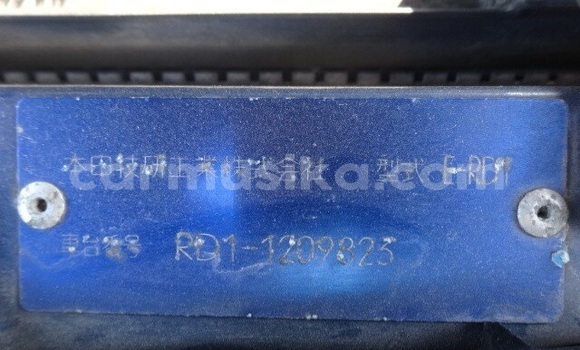 本田技研工業株式会社 型式 E-RD1
車台番号 RD1-1209823
carmusika.com